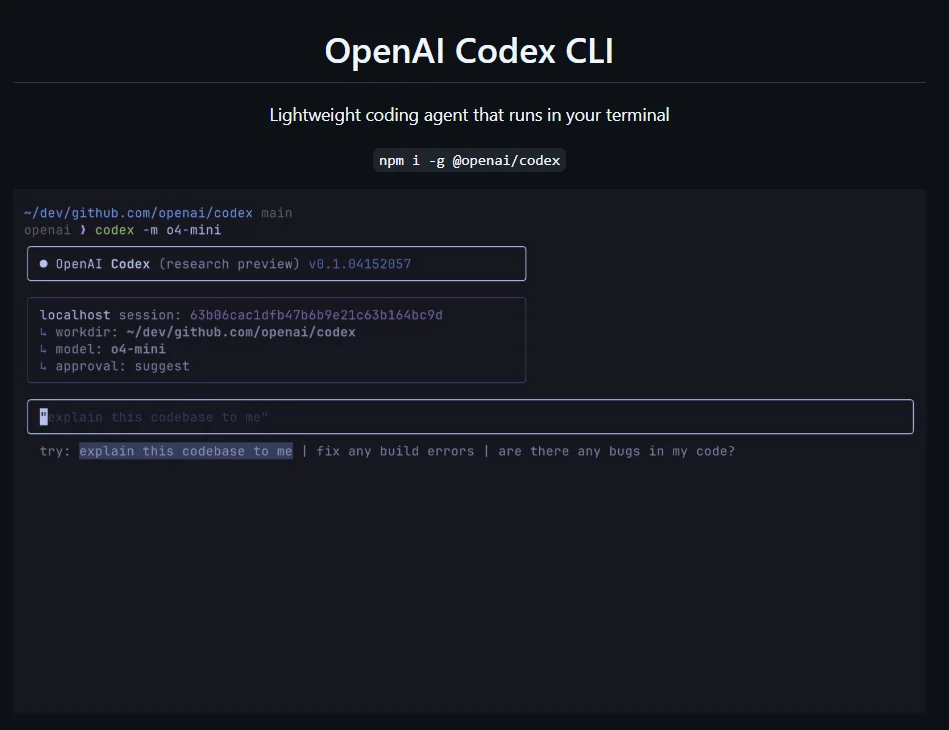 OpenAI Codex CLI
Lightweight coding agent that runs in your terminal
npm i -g @openai/codex
~/dev/github.com/openai/codex main
openai ❯ codex -m o4-mini
● OpenAI Codex (research preview) v0.1.04152057
localhost session: 63b06cac1dfb47b6b9e21c63b164bc9d
↳ workdir: ~/dev/github.com/openai/codex
↳ model: o4-mini
↳ approval: suggest
"explain this codebase to me"
try: explain this codebase to me | fix any build errors | are there any bugs in my code?